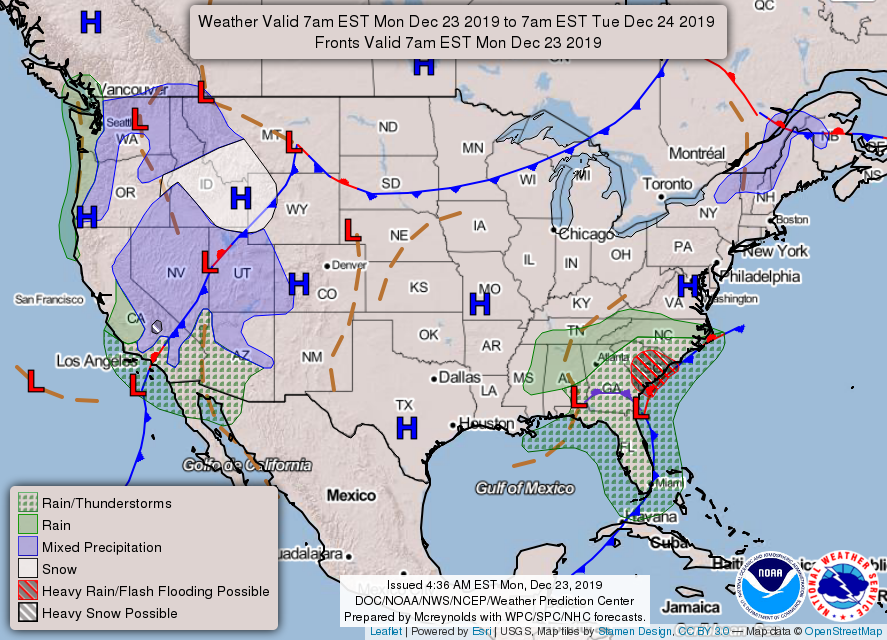 Weather Valid 7am EST Mon Dec 23 2019 to 7am EST Tue Dec 24 2019
Fronts Valid 7am EST Mon Dec 23 2019
QC
H
H
Vancouver
L
L
Seattle
WA
MT
L
ND
MN
NB
Montréal
NS
OR
ID
H
WY
SD
WI
MI
Toronto
NH
NY
Boston
H
L
NE
IA
Chicago
New York
PA
L
NV
UT
Denver
H
CO
IL
IN
OH
Philadelphia
H
VA
San Francisco
KS
MO
H
KY
CA
OK
TN
NC
Los Angeles
AZ
NM
AR
Atlanta
L
L
Dallas
MS
LA
GA
L
L
TX
H
Houston
FL
Golfo de California
Gulf of Mexico
Miami
Mexico
Havana
Cuba
Jamaica
Rain/Thunderstorms
Rain
Mixed Precipitation
Snow
Heavy Rain/Flash Flooding Possible
Heavy Snow Possible
Issued 4:36 AM EST Mon, Dec 23, 2019
DOC/NOAA/NWS/NCEP/Weather Prediction Center
Prepared by Mcreynolds with WPC/SPC/NHC forecasts.
NOAA
NATIONAL WEATHER SERVICE
Leaflet | Powered by Esri | USGS, Map tiles by Stamen Design, CC BY 3.0 — Map data © OpenStreetMap